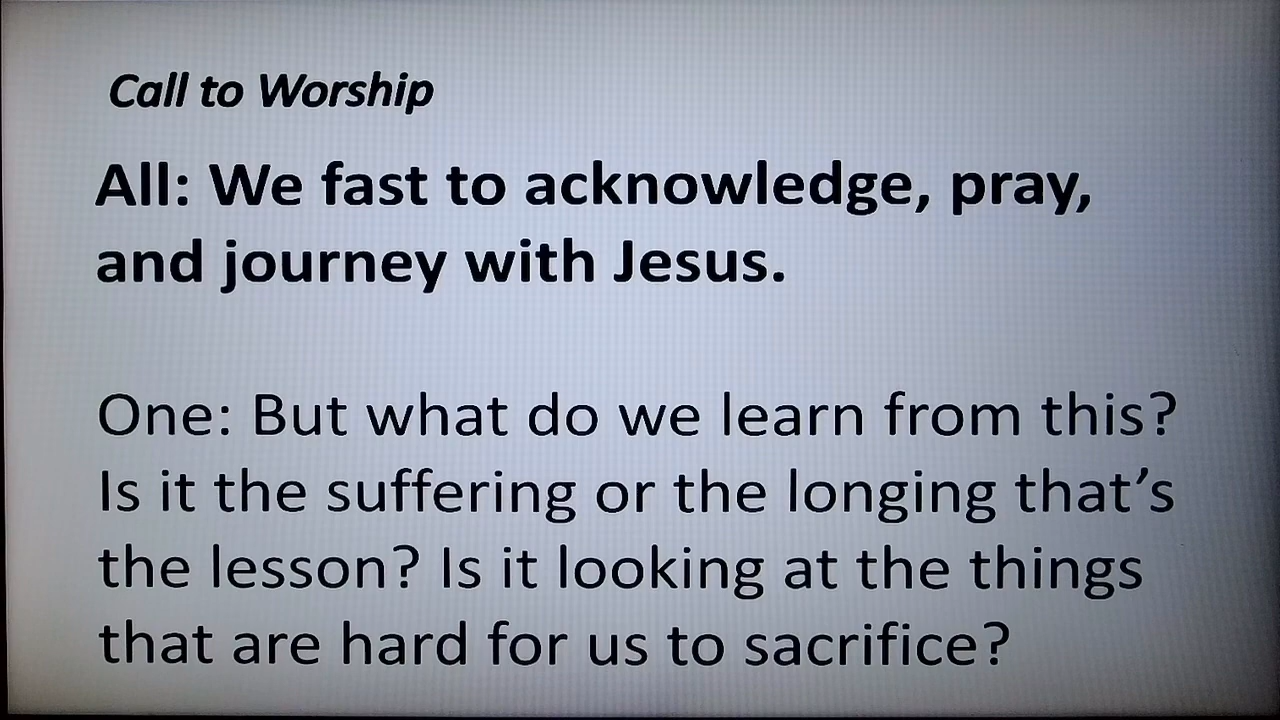 Call to Worship
All: We fast to acknowledge, pray,
and journey with Jesus.
One: But what do we learn from this?
Is it the suffering or the longing that’s
the lesson? Is it looking at the things
that are hard for us to sacrifice?